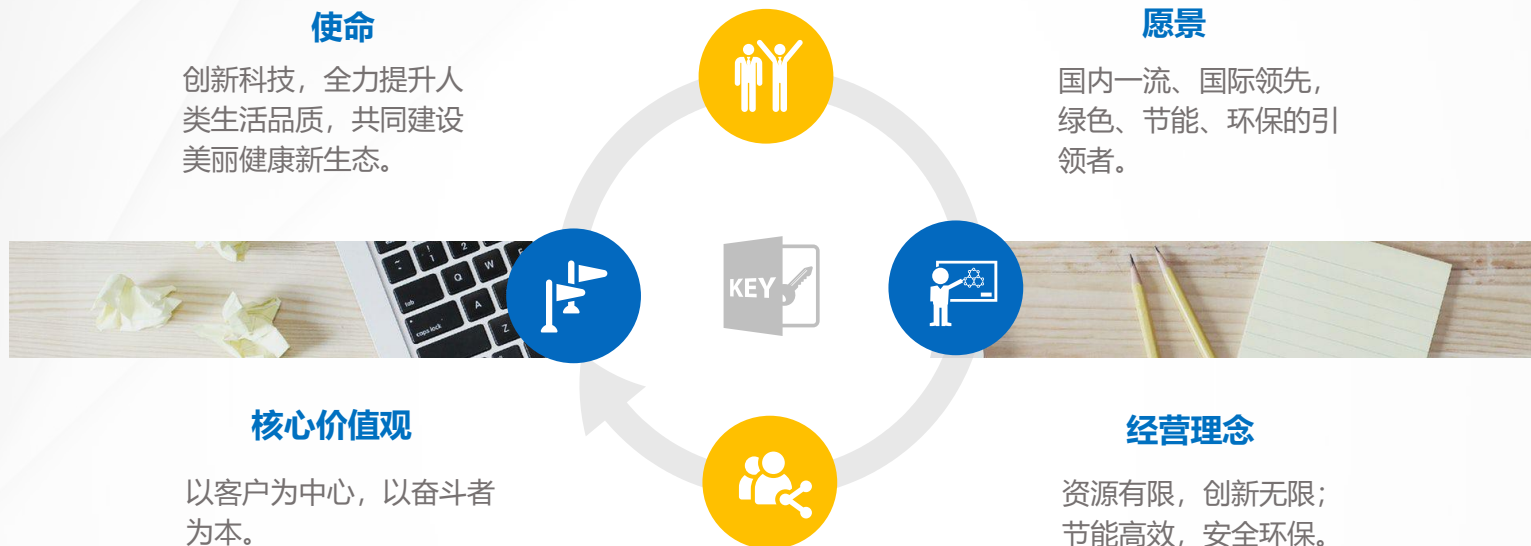 使命
创新科技，全力提升人
类生活品质，共同建设
美丽健康新生态。
愿景
国内一流、国际领先，
绿色、节能、环保的引
领者。
KEY
tab
caps lock
Q
W
A
Z
核心价值观
以客户为中心，以奋斗者
为本。
经营理念
资源有限，创新无限；
节能高效，安全环保。